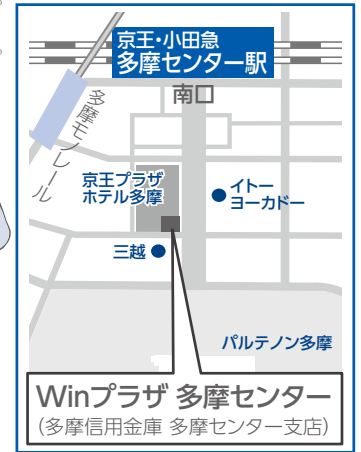 京王・小田急
多摩センター駅
南口
多摩モノレール
京王プラザ
ホテル多摩
イトー
ヨーカドー
三越
パルテノン多摩
Winプラザ 多摩センター
(多摩信用金庫 多摩センター支店)